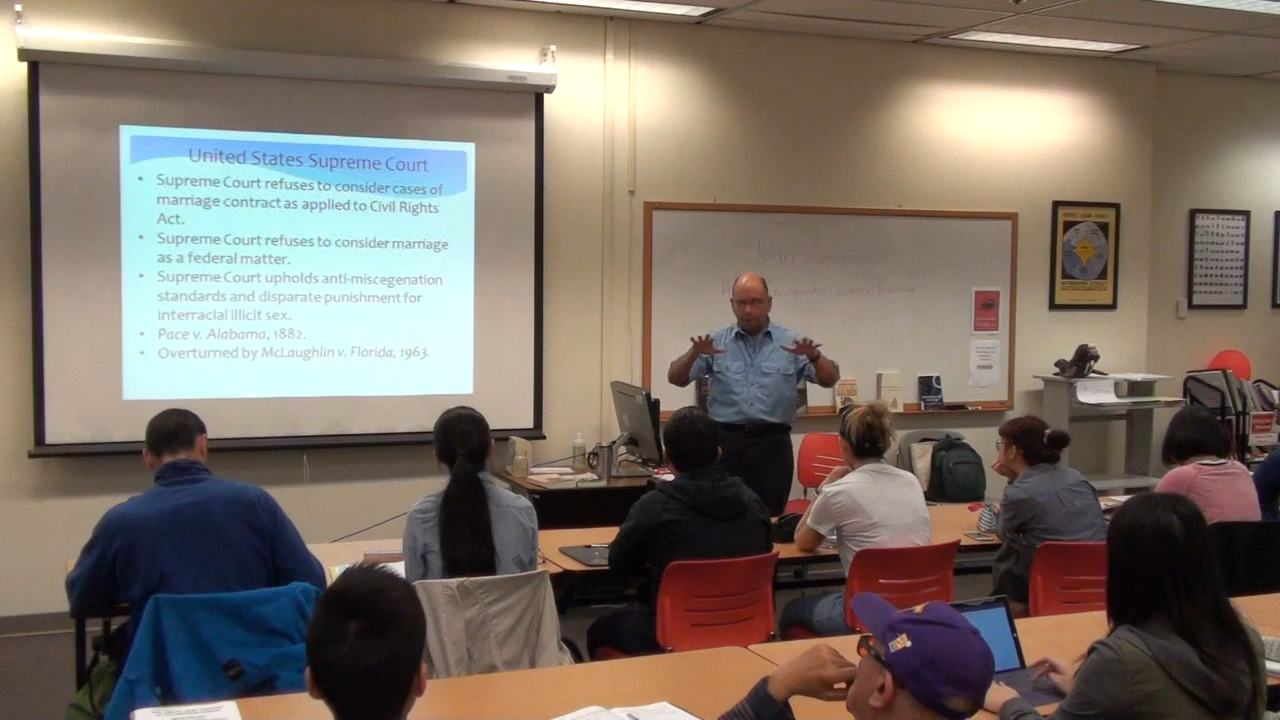 United States Supreme Court
• Supreme Court refuses to consider cases of
marriage contract as applied to Civil Rights
Act.
• Supreme Court refuses to consider marriage
as a federal matter.
• Supreme Court upholds anti-miscegenation
standards and disparate punishment for
interracial illicit sex.
• Pace v. Alabama, 1882.
• Overturned by McLaughlin v. Florida, 1963.
John